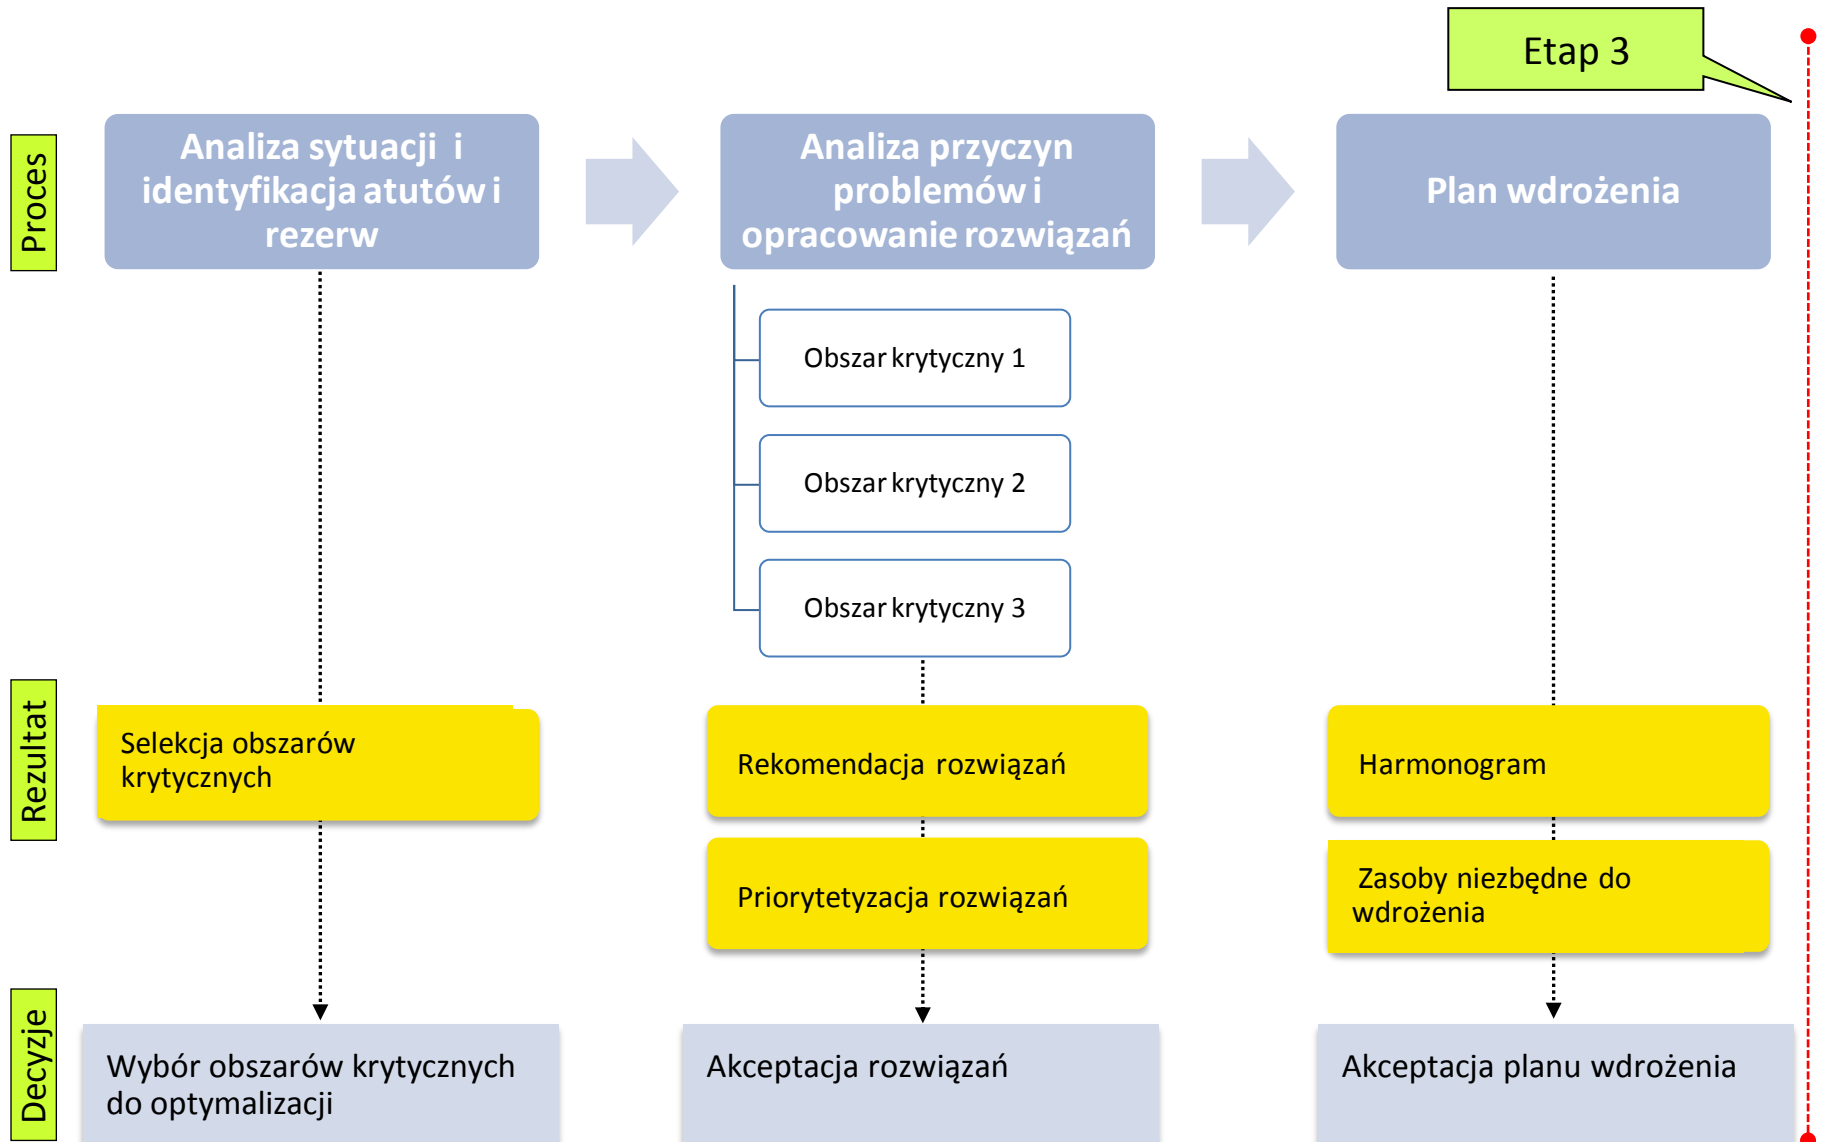 Etap 3
Proces
Analiza sytuacji i
identyfikacja atutów i
rezerw
Analiza przyczyn
problemów i
opracowanie rozwiązań
Plan wdrożenia
Obszar krytyczny 1
Obszar krytyczny 2
Obszar krytyczny 3
Rezultat
Selekcja obszarów
krytycznych
Rekomendacja rozwiązań
Priorytetyzacja rozwiązań
Harmonogram
Zasoby niezbędne do
wdrożenia
Decyzje
Wybór obszarów krytycznych
do optymalizacji
Akceptacja rozwiązań
Akceptacja planu wdrożenia